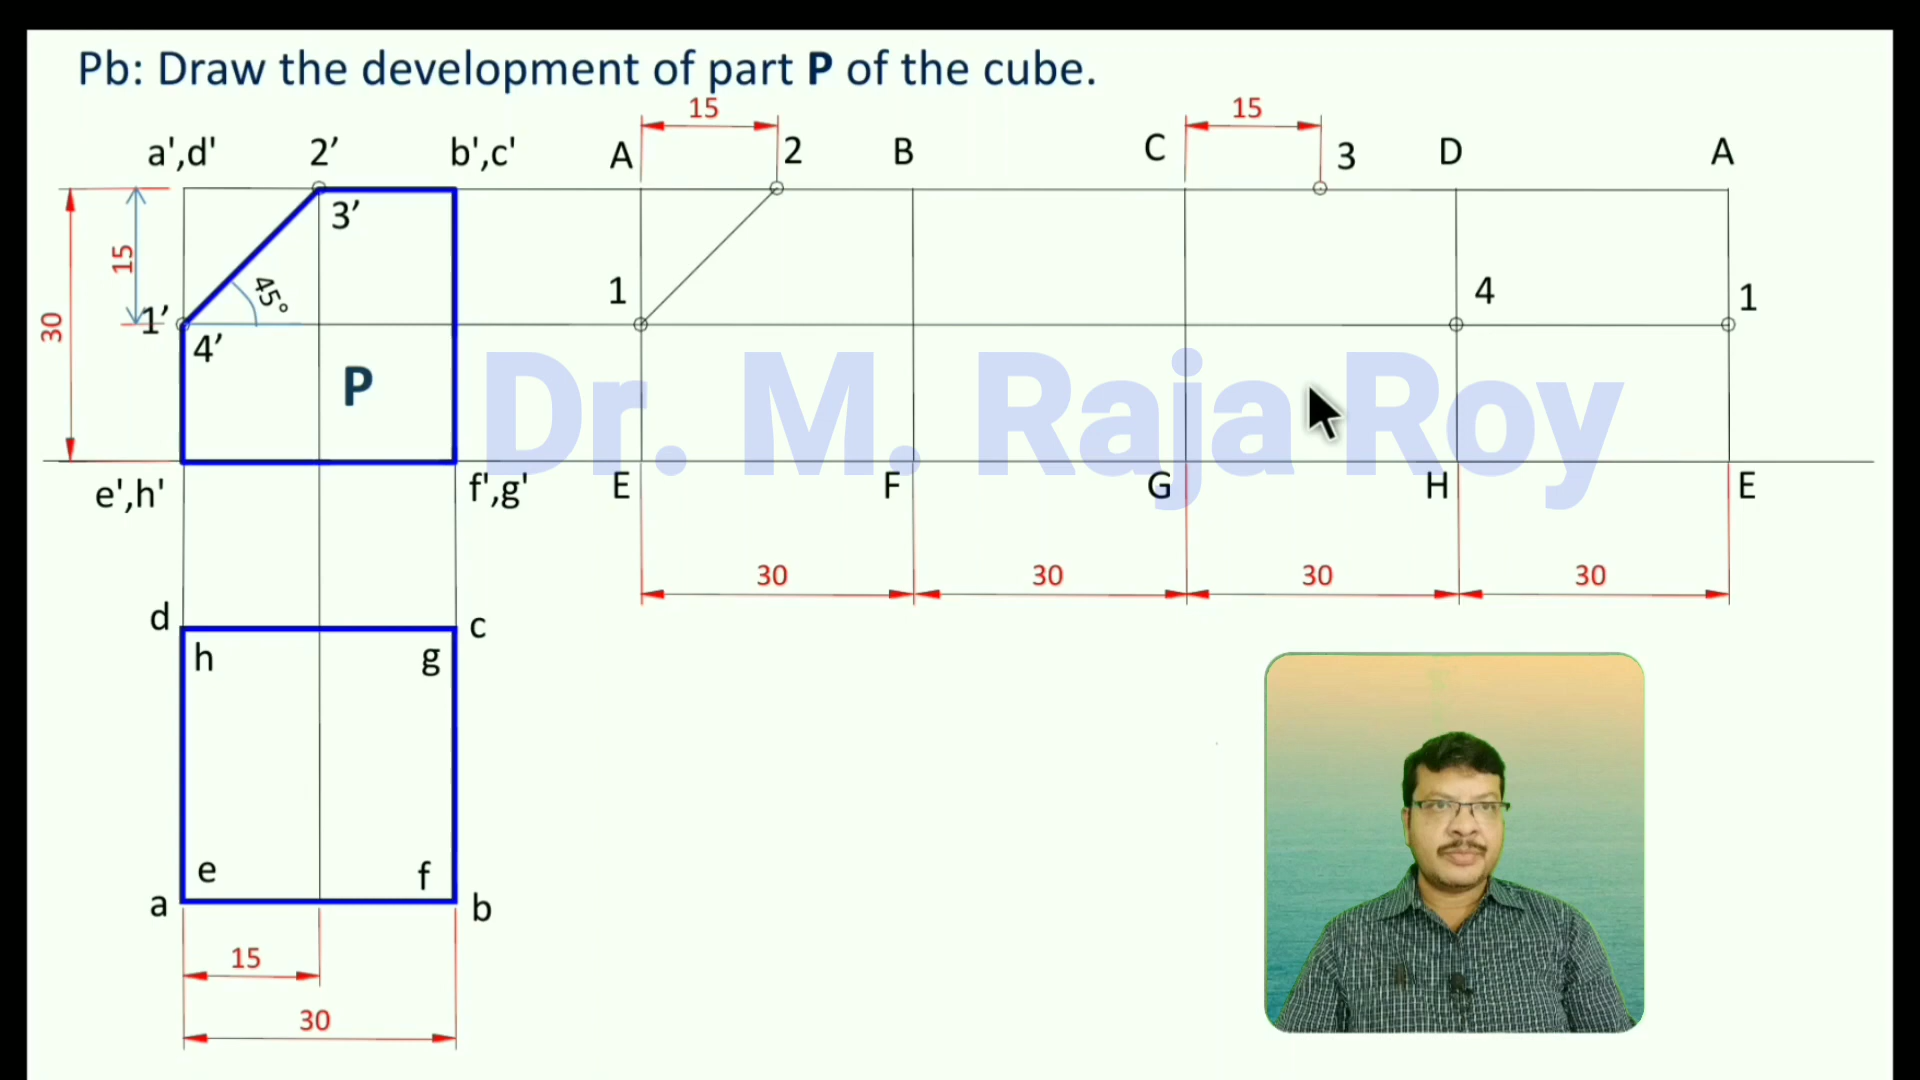 Pb: Draw the development of part P of the cube.
15 15
a',d' 2' b',c' A 2 B C 3 D A
3'
15
45°
1 4 1
30 1'
4'
P
Dr. M. Raja Roy
e',h' f',g' E F G H E
30 30 30 30
d c
h g
e f
a b
15
30